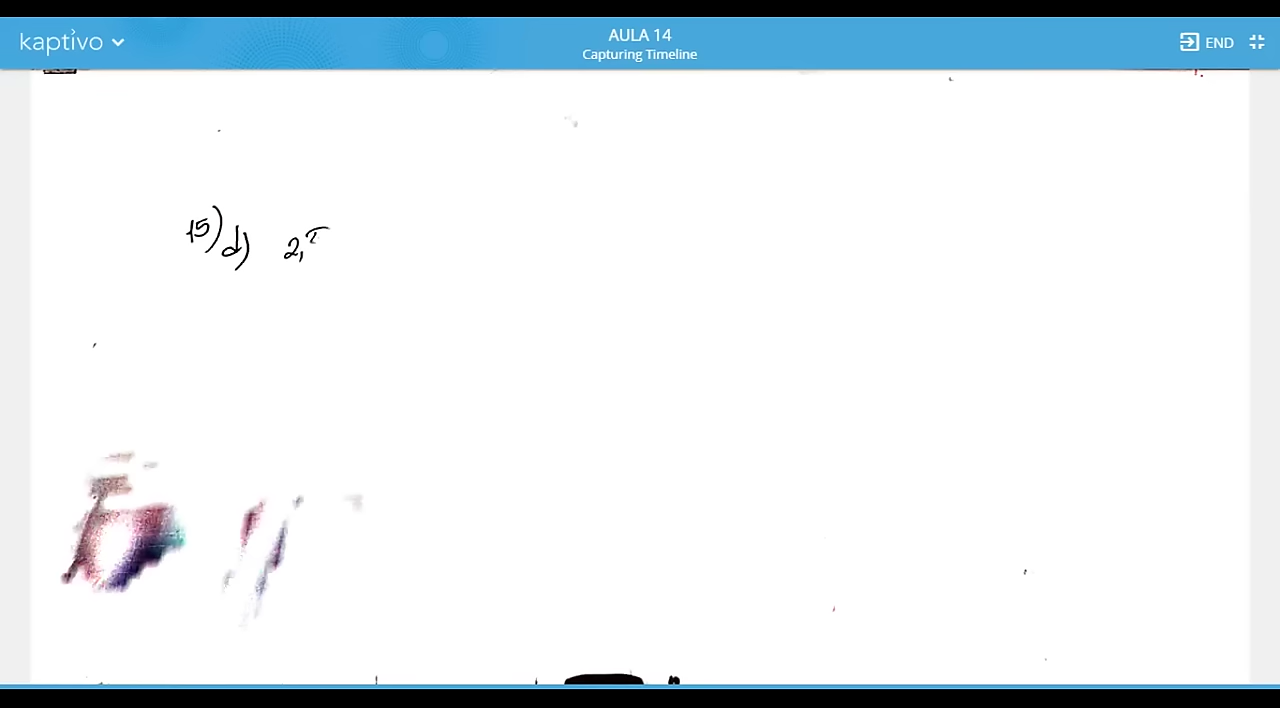 kaptivo
AULA 14
Capturing Timeline
END
15) d) 2,